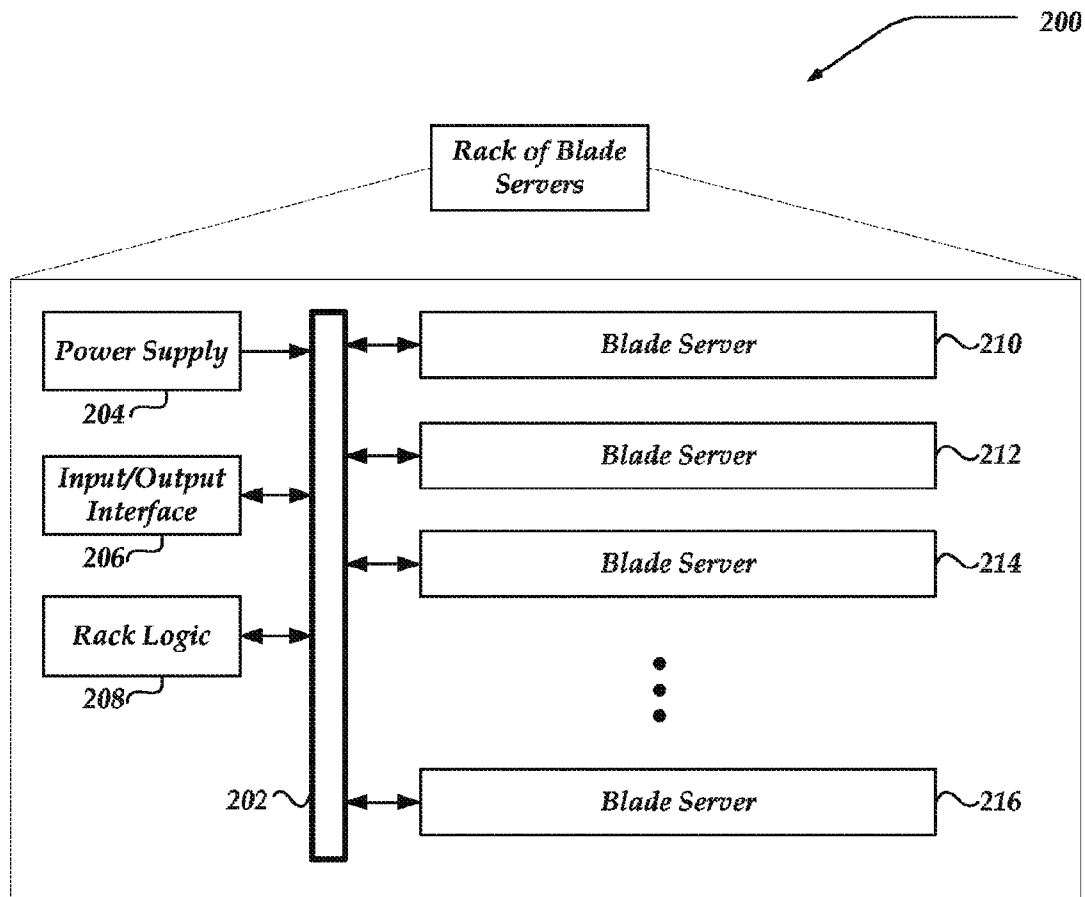 200
Rack of Blade
Servers
Power Supply
204
Input/Output
Interface
206
Rack Logic
208
202
Blade Server
210
Blade Server
212
Blade Server
214
Blade Server
216